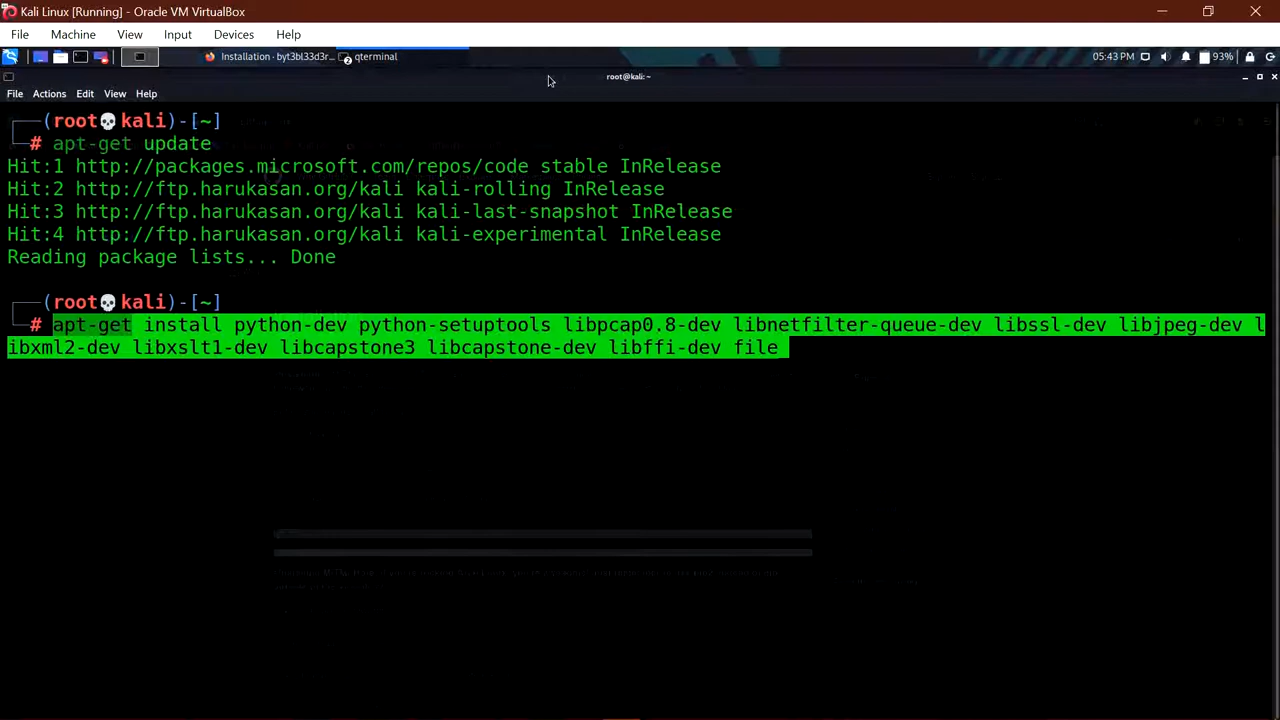 Kali Linux [Running] - Oracle VM VirtualBox
File Machine View Input Devices Help
Installation · byt3bl33d3r... qterminal 05:43 PM 93%
2
root@kali: ~
File Actions Edit View Help
(root💀kali)-[~]
# apt-get update
Hit:1 http://packages.microsoft.com/repos/code stable InRelease
Hit:2 http://ftp.harukasan.org/kali kali-rolling InRelease
Hit:3 http://ftp.harukasan.org/kali kali-last-snapshot InRelease
Hit:4 http://ftp.harukasan.org/kali kali-experimental InRelease
Reading package lists... Done
(root💀kali)-[~]
# apt-get install python-dev python-setuptools libpcap0.8-dev libnetfilter-queue-dev libssl-dev libjpeg-dev l
ibxml2-dev libxslt1-dev libcapstone3 libcapstone-dev libffi-dev file